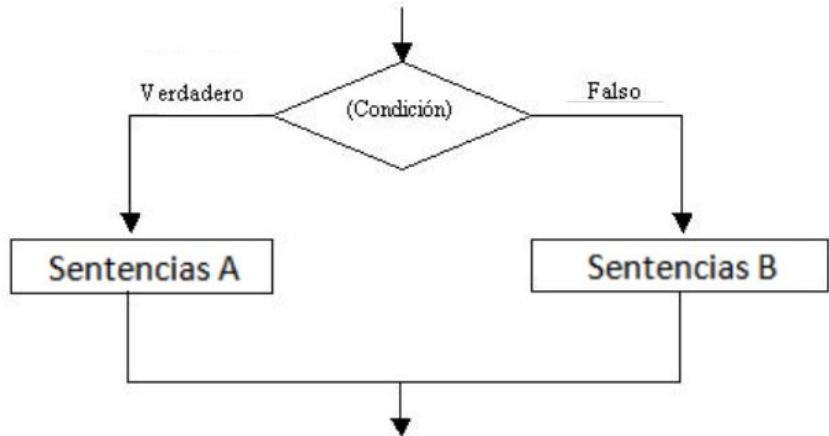 Verdadero
(Condición)
Falso
Sentencias A
Sentencias B